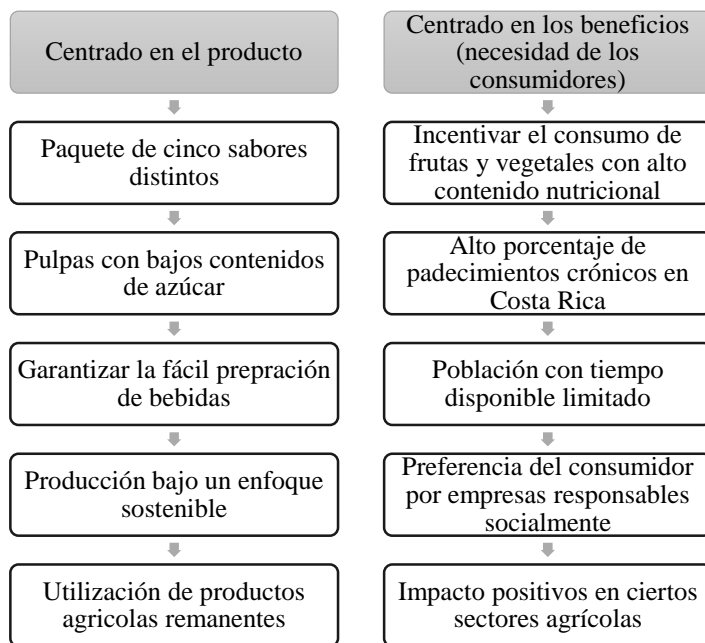 Centrado en el producto
Paquete de cinco sabores
distintos
Pulpas con bajos contenidos
de azúcar
Garantizar la fácil prepración
de bebidas
Producción bajo un enfoque
sostenible
Utilización de productos
agricolas remanentes
Centrado en los beneficios
(necesidad de los
consumidores)
Incentivar el consumo de
frutas y vegetales con alto
contenido nutricional
Alto porcentaje de
padecimientos crónicos en
Costa Rica
Población con tiempo
disponible limitado
Preferencia del consumidor
por empresas responsables
socialmente
Impacto positivos en ciertos
sectores agrícolas